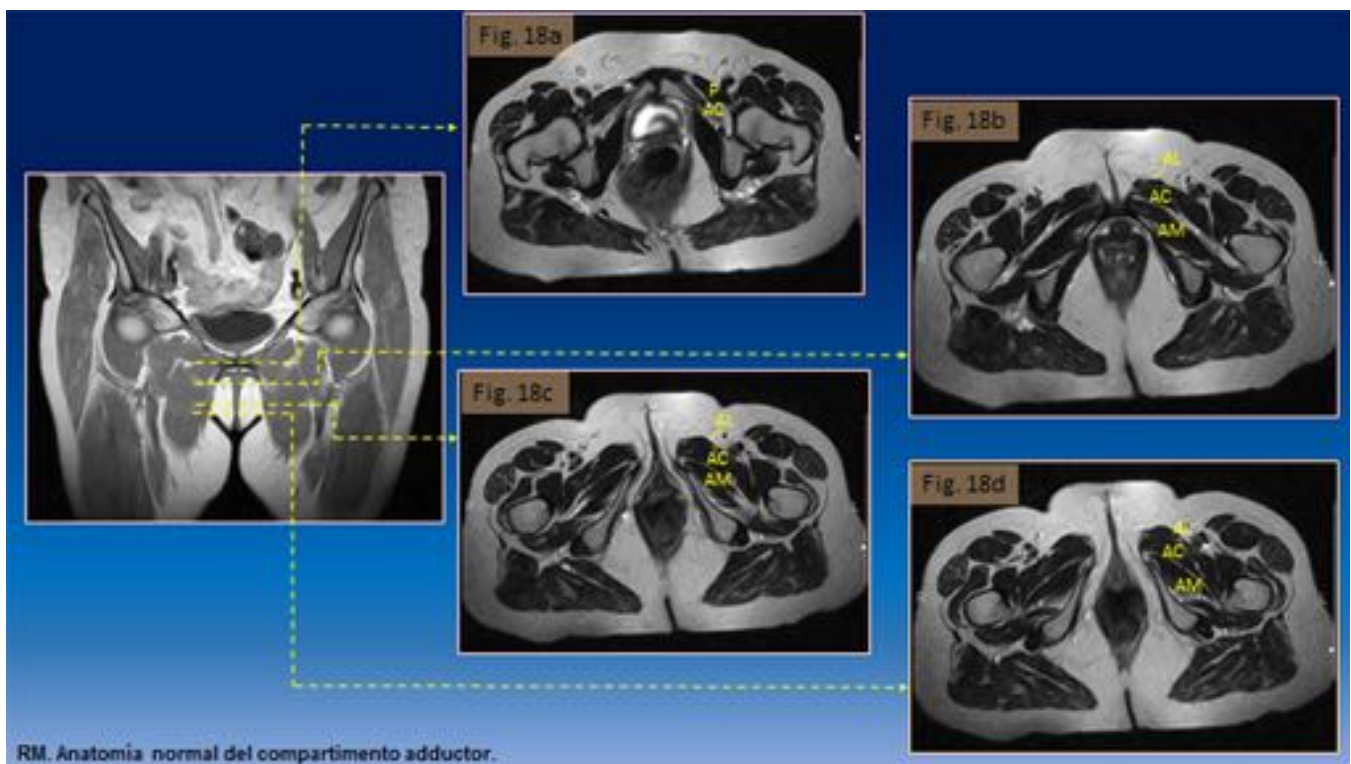 Fig. 18a
P
AC
Fig. 18b
AL
AC
AM
Fig. 18c
AL
AC
AM
Fig. 18d
AL
AC
AM
RM. Anatomia normal del compartimento adductor.